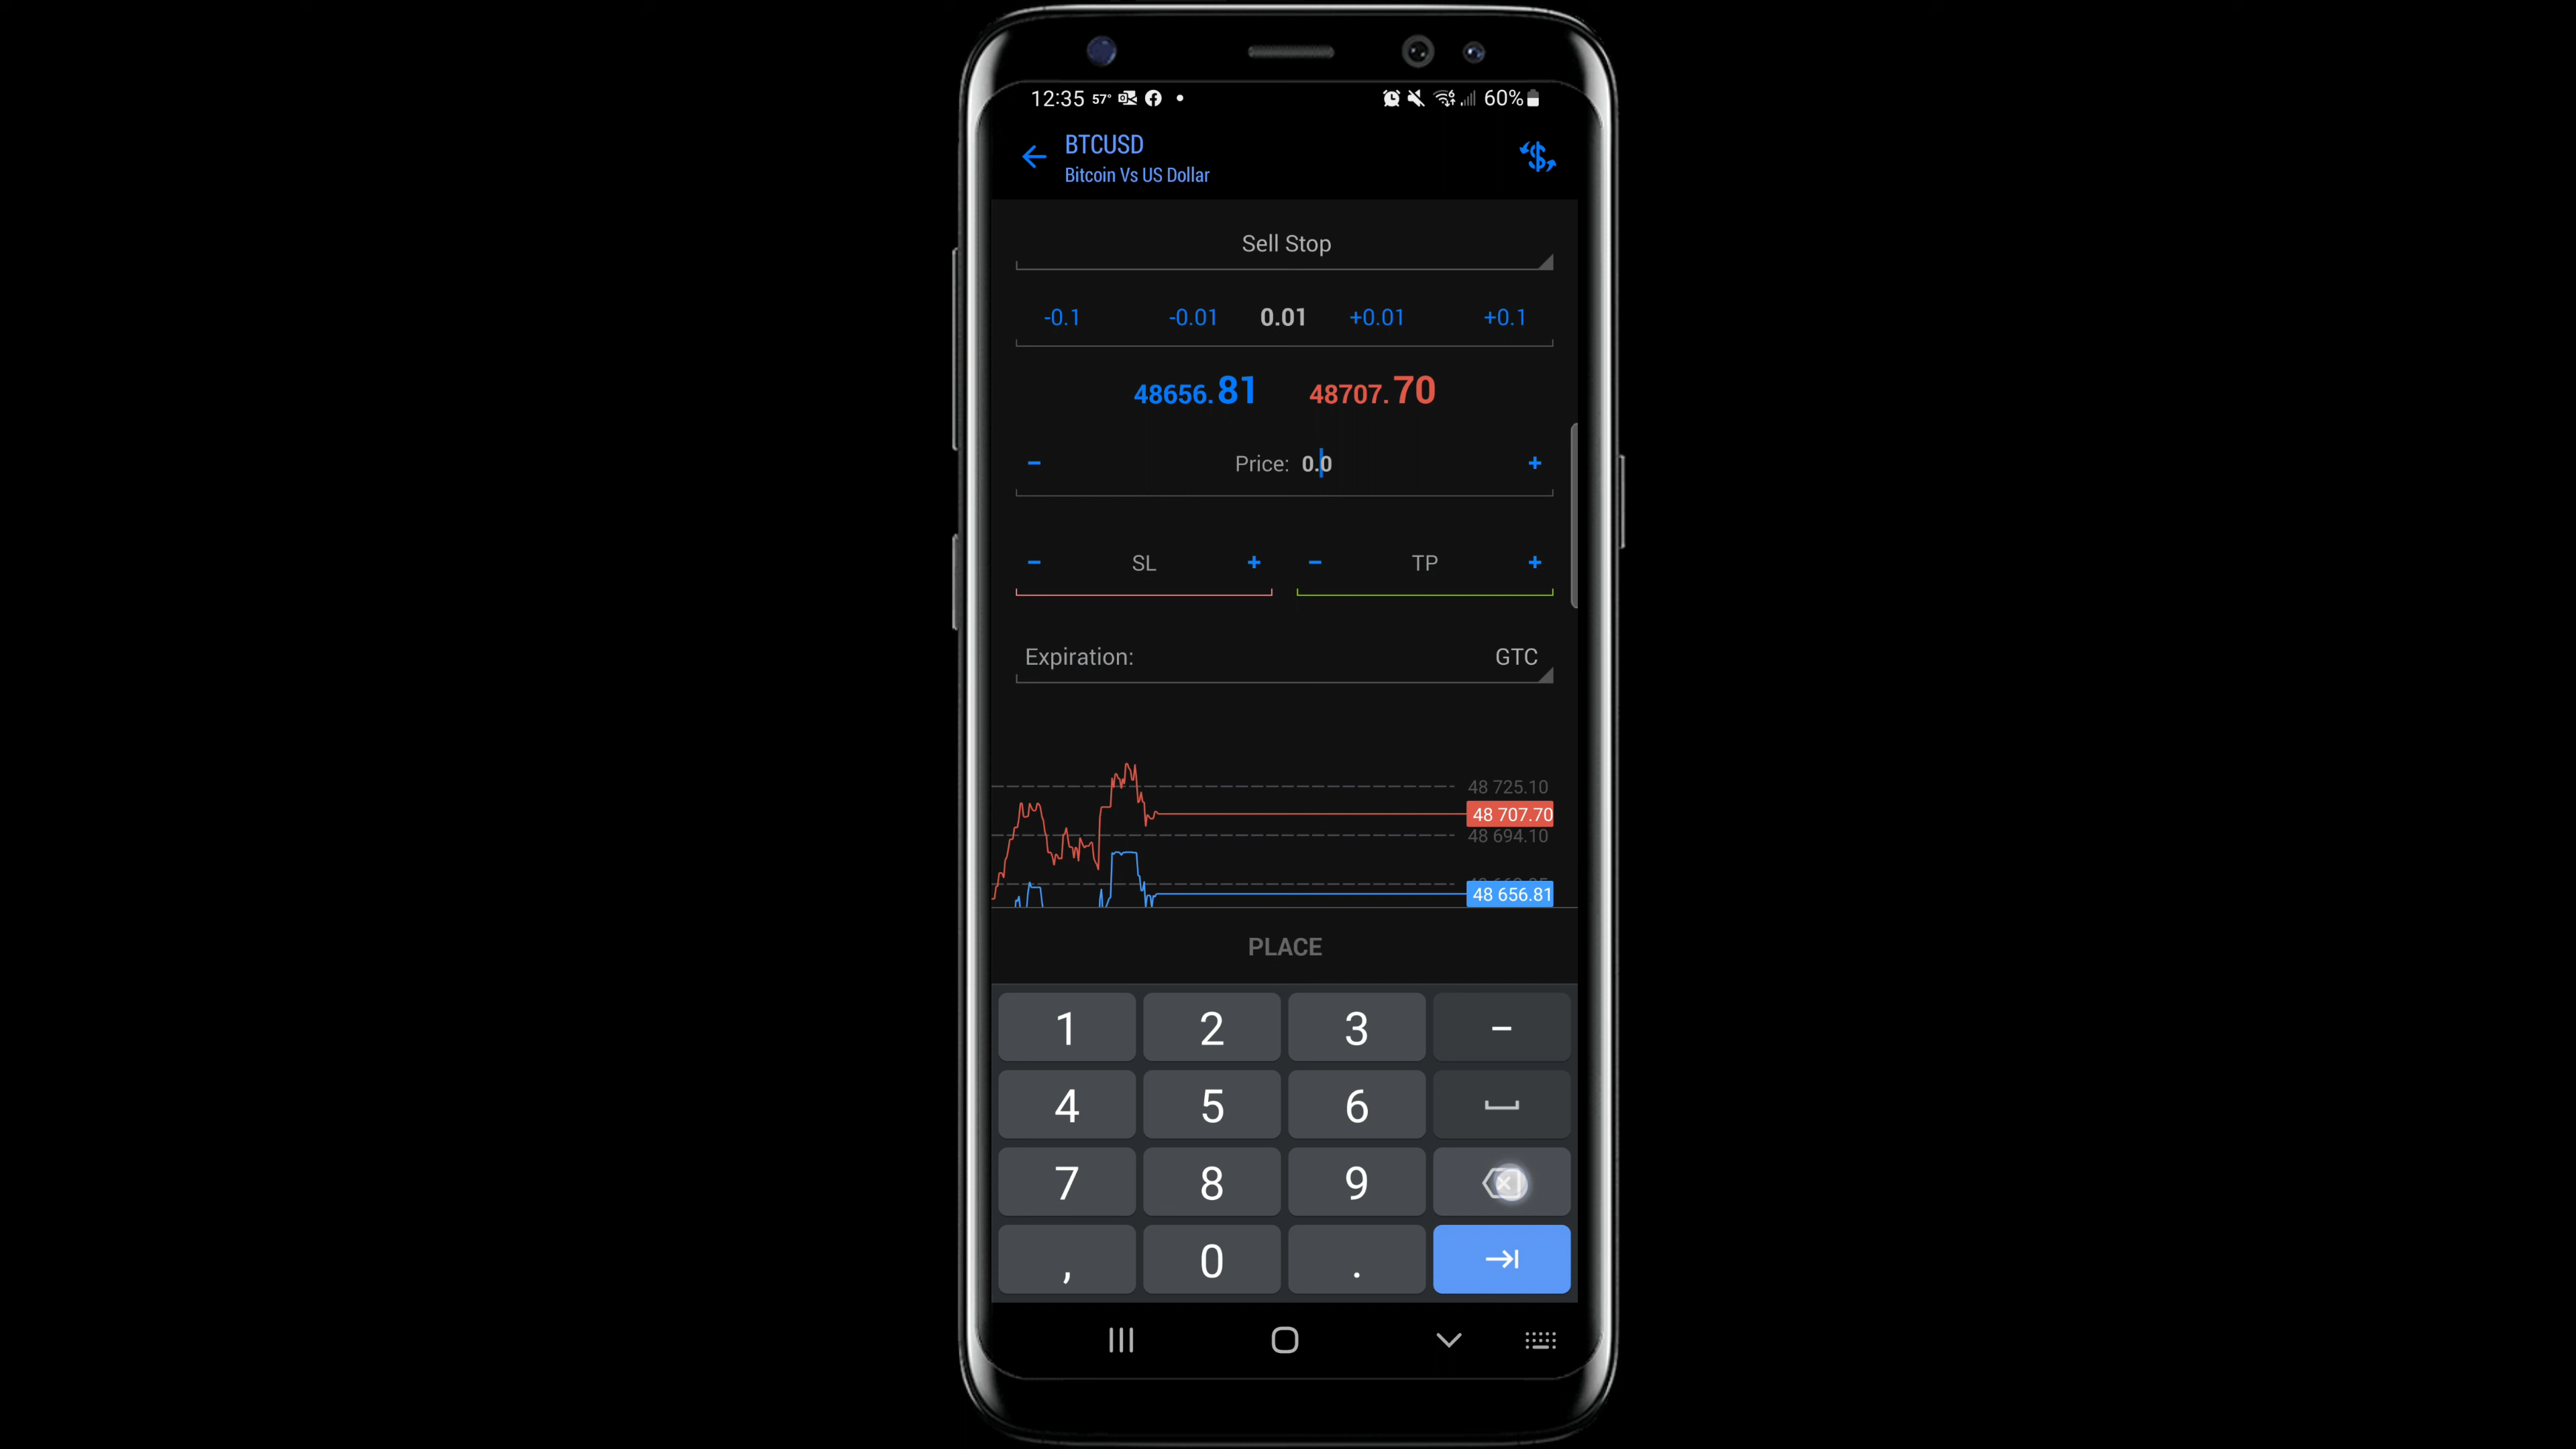 12:35 57° 60%
BTCUSD
Bitcoin Vs US Dollar
Sell Stop
-0.1 -0.01 0.01 +0.01 +0.1
48656.81 48707.70
− Price: 0.0 +
− SL + − TP +
Expiration: GTC
48 725.10
48 707.70
48 694.10
48 656.81
PLACE
1 2 3 −
4 5 6
7 8 9
, 0 .